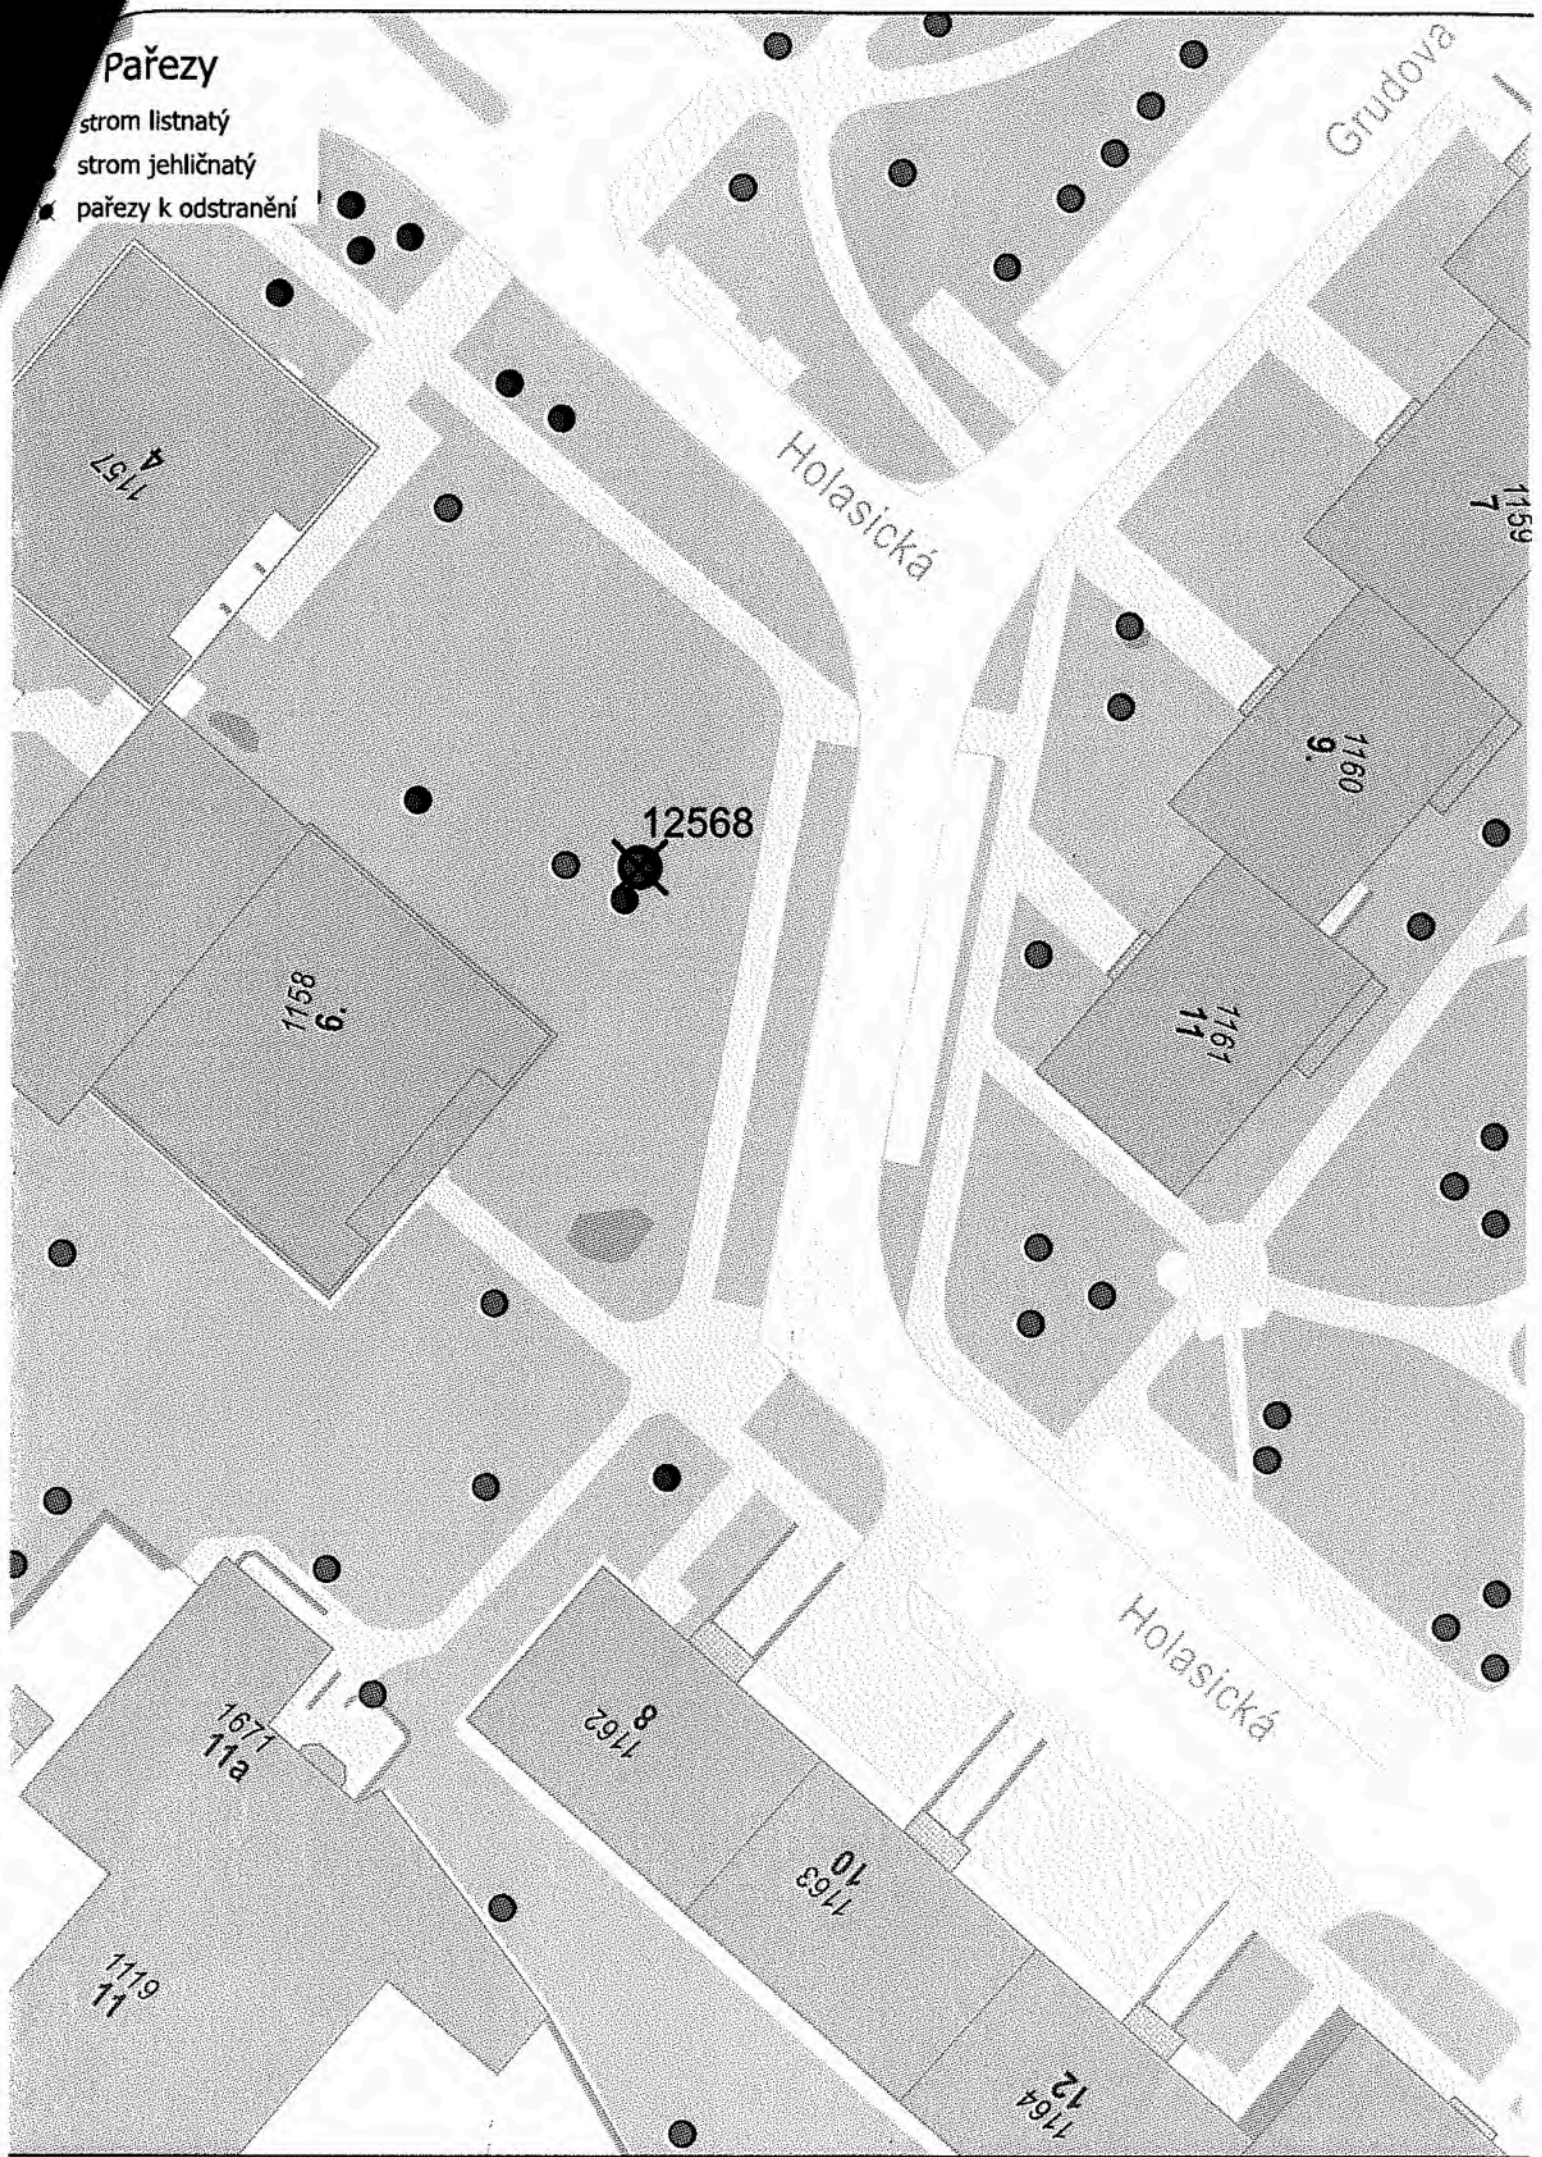 Pařezy
strom listnatý
strom jehličnatý
pařezy k odstranění
Grudova
Holasická
1157
4
1159
7
1160
9.
12568
1158
6.
1161
11
Holasická
1671
11a
1162
8
1163
10
1119
11
1164
12